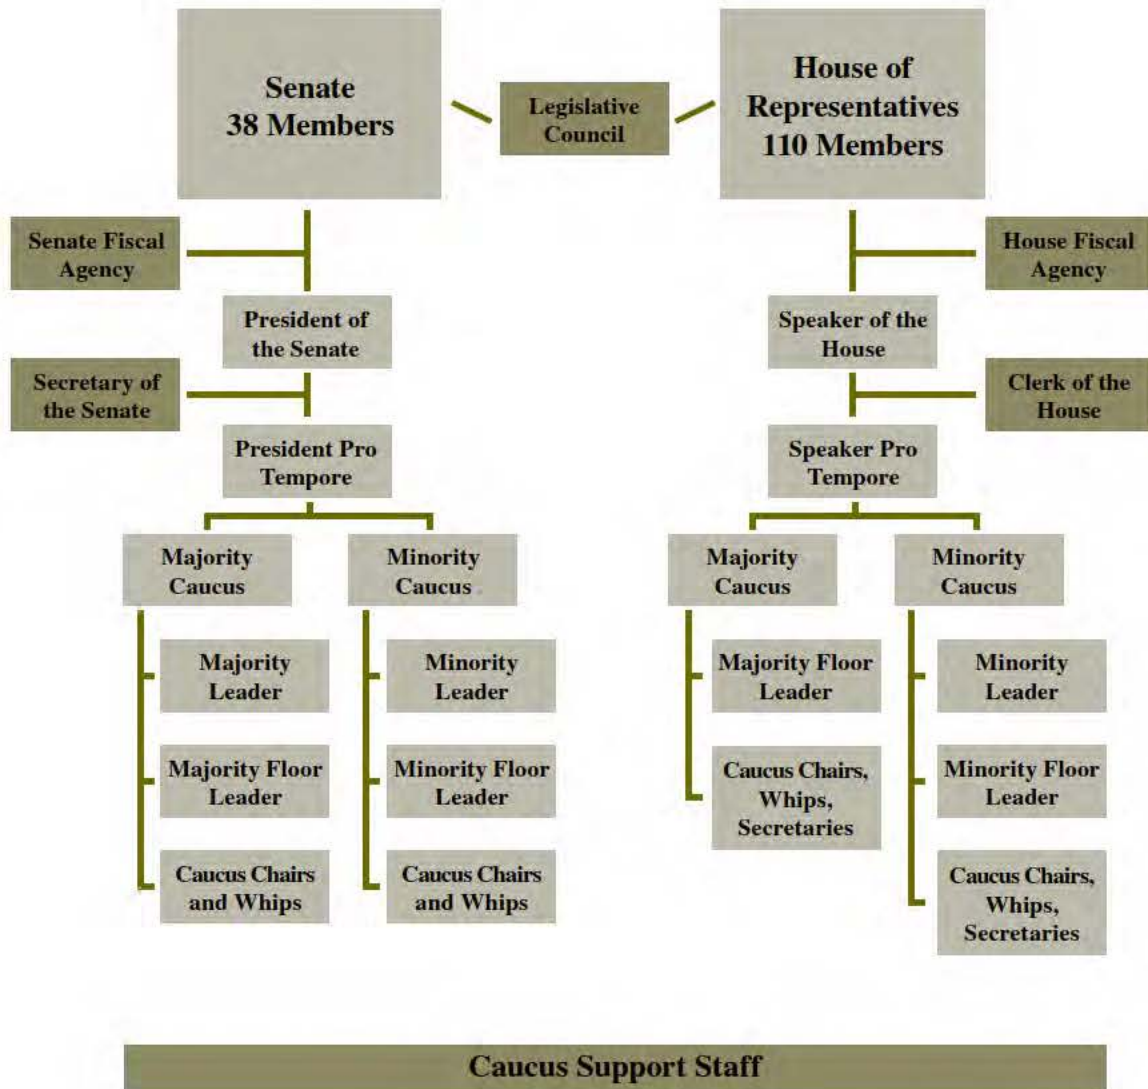 Senate
38 Members
Legislative
Council
House of
Representatives
110 Members
Senate Fiscal
Agency
House Fiscal
Agency
President of
the Senate
Speaker of the
House
Secretary of
the Senate
Clerk of the
House
President Pro
Tempore
Speaker Pro
Tempore
Majority
Caucus
Minority
Caucus
Majority
Caucus
Minority
Caucus
Majority
Leader
Minority
Leader
Majority Floor
Leader
Minority
Leader
Majority Floor
Leader
Minority Floor
Leader
Caucus Chairs,
Whips,
Secretaries
Minority Floor
Leader
Caucus Chairs
and Whips
Caucus Chairs
and Whips
Caucus Chairs,
Whips,
Secretaries
Caucus Support Staff